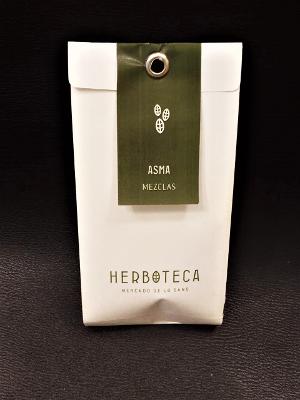 ASMA
MEZCLAS
HERBOTECA
MERCADO DE LO SANO